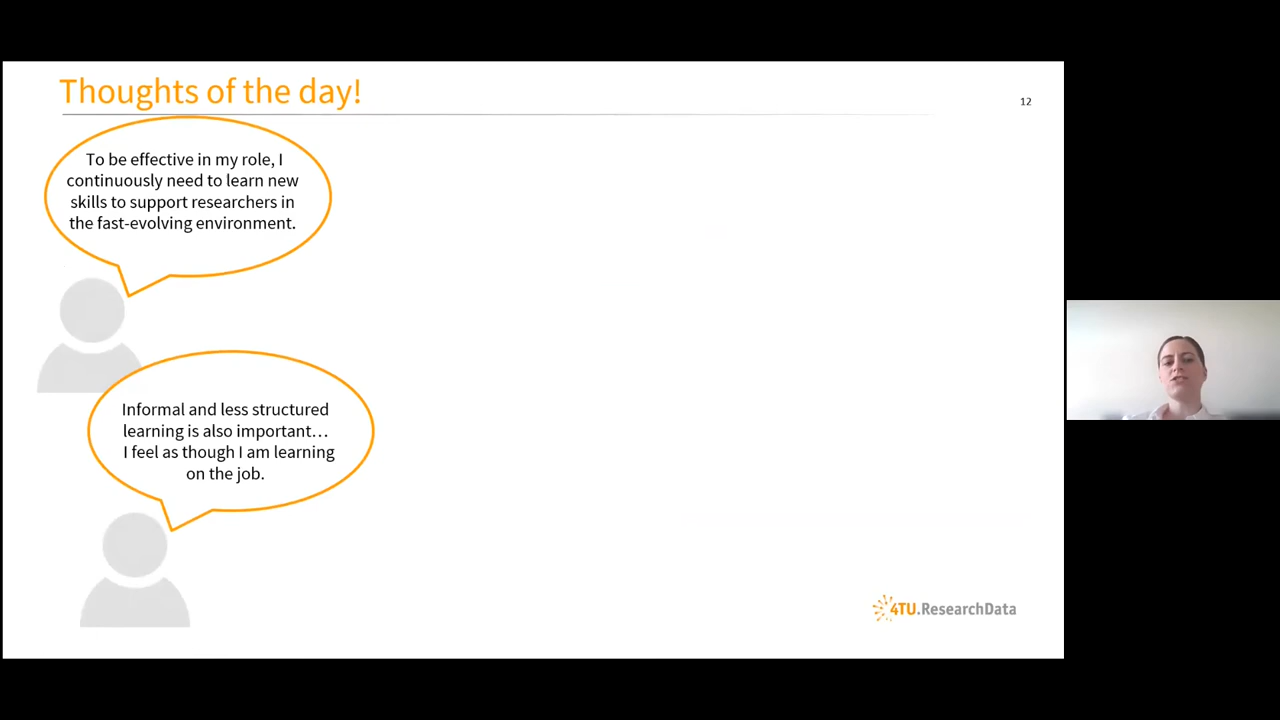 Thoughts of the day!
12
To be effective in my role, I
continuously need to learn new
skills to support researchers in
the fast-evolving environment.
Informal and less structured
learning is also important…
I feel as though I am learning
on the job.
4TU.ResearchData